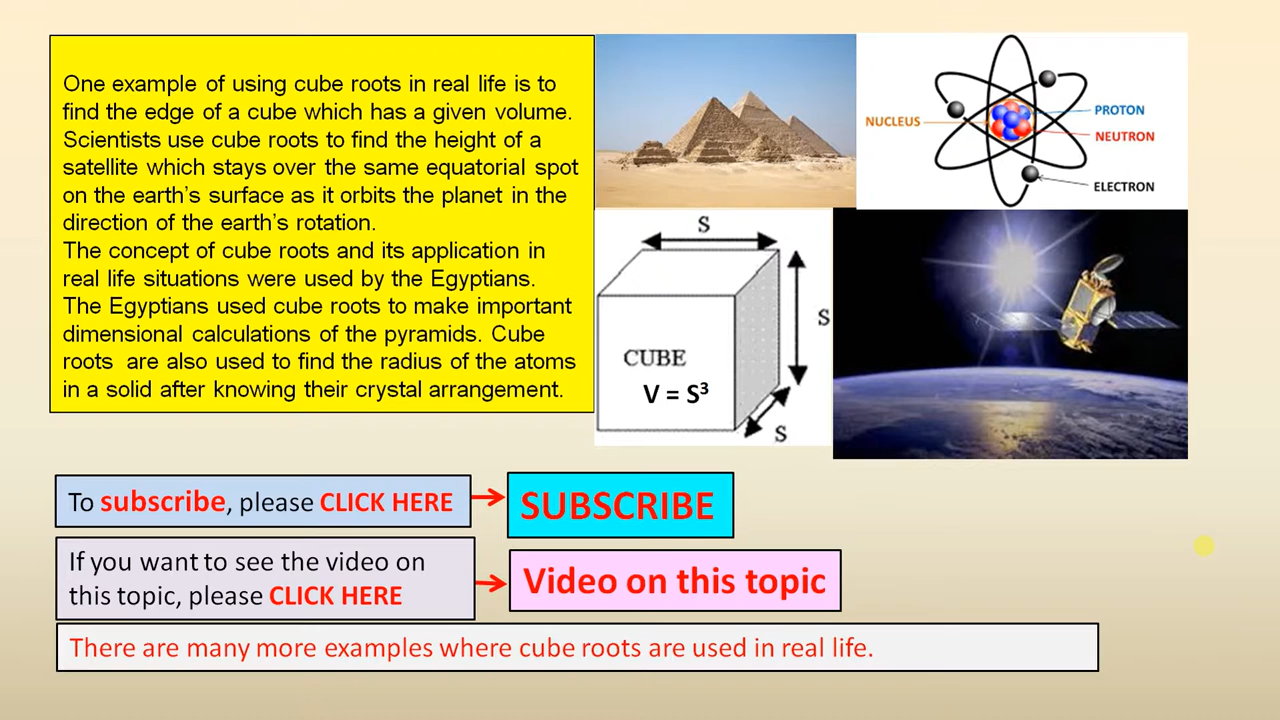 One example of using cube roots in real life is to
find the edge of a cube which has a given volume.
Scientists use cube roots to find the height of a
satellite which stays over the same equatorial spot
on the earth's surface as it orbits the planet in the
direction of the earth's rotation.
The concept of cube roots and its application in
real life situations were used by the Egyptians.
The Egyptians used cube roots to make important
dimensional calculations of the pyramids. Cube
roots are also used to find the radius of the atoms
in a solid after knowing their crystal arrangement.
NUCLEUS
PROTON
NEUTRON
ELECTRON
S
S
CUBE
V = S³
S
To subscribe, please CLICK HERE
SUBSCRIBE
If you want to see the video on
this topic, please CLICK HERE
Video on this topic
There are many more examples where cube roots are used in real life.